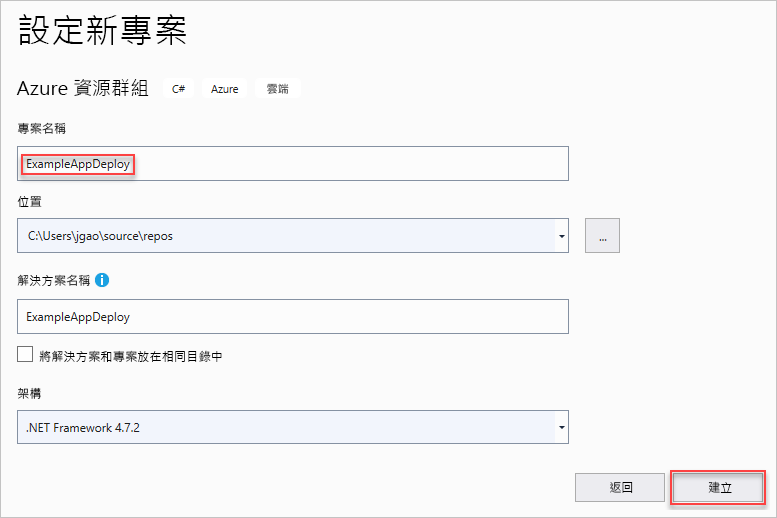 設定新專案
Azure 資源群組 C# Azure 雲端
專案名稱
ExampleAppDeploy
位置
C:\Users\jgao\source\repos
...
解決方案名稱 i
ExampleAppDeploy
將解決方案和專案放在相同目錄中
架構
.NET Framework 4.7.2
返回 建立